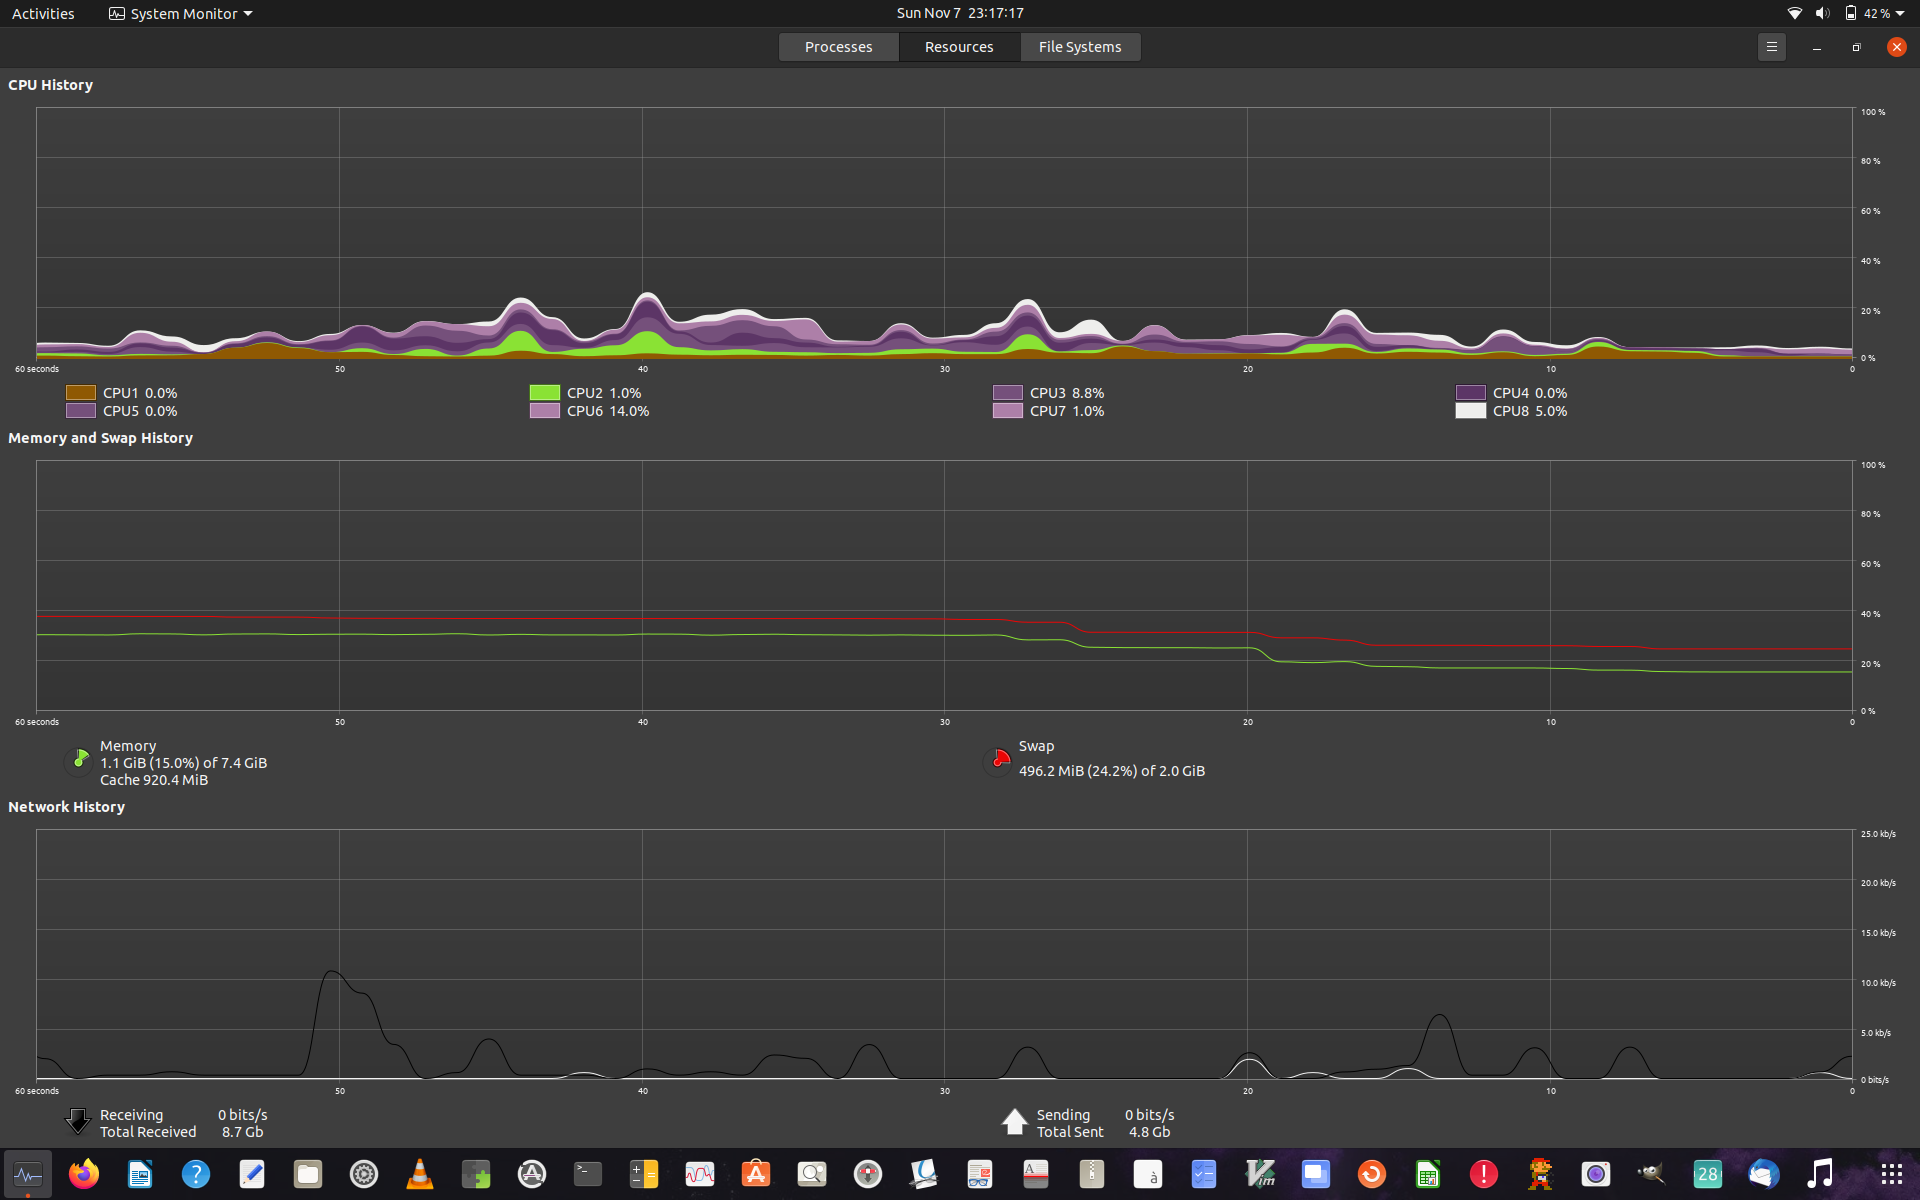 Activities System Monitor Sun Nov 7 23:17:17 42 %
Processes Resources File Systems
CPU History
100 %
80 %
60 %
40 %
20 %
0 %
60 seconds 50 40 30 20 10 0
CPU1 0.0% CPU2 1.0% CPU3 8.8% CPU4 0.0%
CPU5 0.0% CPU6 14.0% CPU7 1.0% CPU8 5.0%
Memory and Swap History
100 %
80 %
60 %
40 %
20 %
0 %
60 seconds 50 40 30 20 10 0
Memory
1.1 GiB (15.0%) of 7.4 GiB
Cache 920.4 MiB
Swap
496.2 MiB (24.2%) of 2.0 GiB
Network History
25.0 kb/s
20.0 kb/s
15.0 kb/s
10.0 kb/s
5.0 kb/s
0 bits/s
60 seconds 50 40 30 20 10 0
Receiving 0 bits/s
Total Received 8.7 Gb
Sending 0 bits/s
Total Sent 4.8 Gb
? >_ A à Vim ! 28